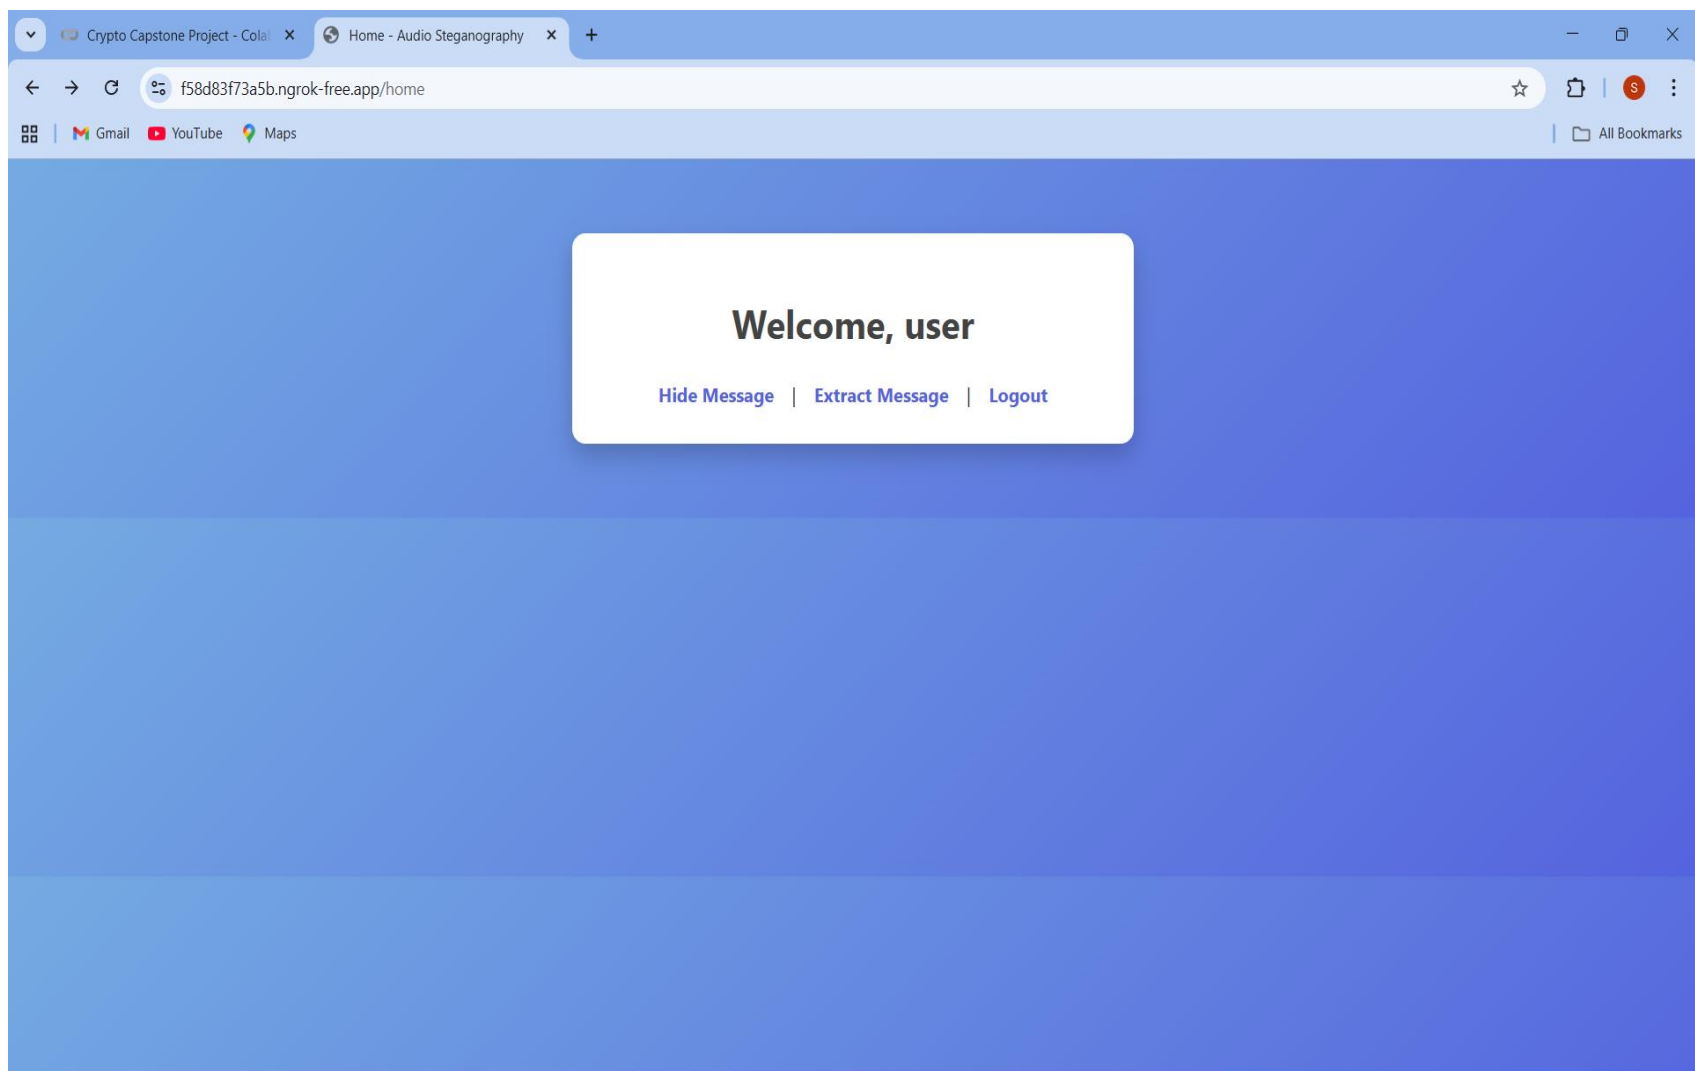 Crypto Capstone Project - Cola
Home - Audio Steganography
f58d83f73a5b.ngrok-free.app/home
S
Gmail
YouTube
Maps
All Bookmarks
Welcome, user
Hide Message | Extract Message | Logout